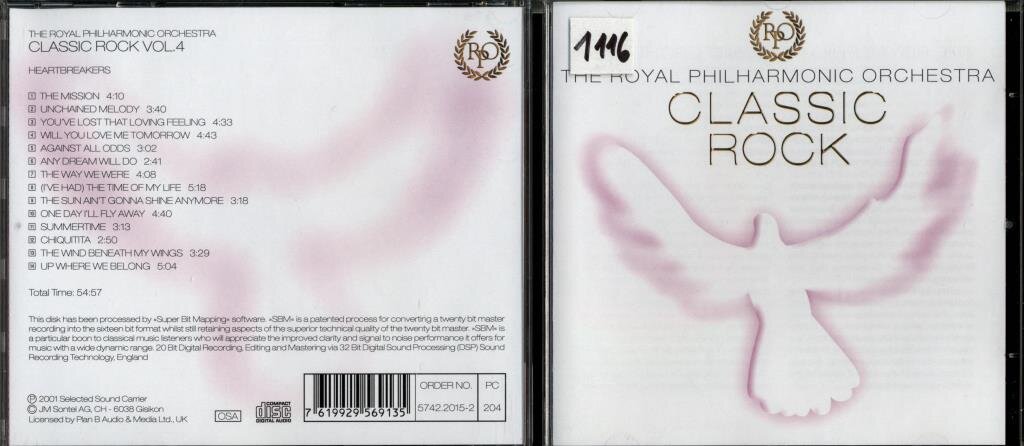 THE ROYAL PHILHARMONIC ORCHESTRA
CLASSIC ROCK VOL.4
RPO
HEARTBREAKERS
1 THE MISSION 4:10
2 UNCHAINED MELODY 3:40
3 YOU'VE LOST THAT LOVING FEELING 4:33
4 WILL YOU LOVE ME TOMORROW 4:43
5 AGAINST ALL ODDS 3:02
6 ANY DREAM WILL DO 2:41
7 THE WAY WE WERE 4:08
8 (I'VE HAD) THE TIME OF MY LIFE 5:18
9 THE SUN AIN'T GONNA SHINE ANYMORE 3:18
10 ONE DAY I'LL FLY AWAY 4:40
11 SUMMERTIME 3:13
12 CHIQUITITA 2:50
13 THE WIND BENEATH MY WINGS 3:29
14 UP WHERE WE BELONG 5:04
Total Time: 54:57
This disk has been processed by »Super Bit Mapping« software. »SBM« is a patented process for converting a twenty bit master
recording into the sixteen bit format whilst still retaining aspects of the superior technical quality of the twenty bit master. »SBM« is
a particular boon to classical music listeners who will appreciate the improved clarity and signal to noise performance it offers for
music with a wide dynamic range. 20 Bit Digital Recording, Editing and Mastering via 32 Bit Digital Sound Processing (DSP) Sound
Recording Technology, England
Ⓟ 2001 Selected Sound Carrier
© JM Sontel AG, CH - 6038 Gisikon
Licensed by Plan B Audio & Media Ltd., UK
OSA
COMPACT
disc
DIGITAL AUDIO
7 619929 569135
ORDER NO.
5742.2015-2
PC
204
1116
RPO
THE ROYAL PHILHARMONIC ORCHESTRA
CLASSIC
ROCK